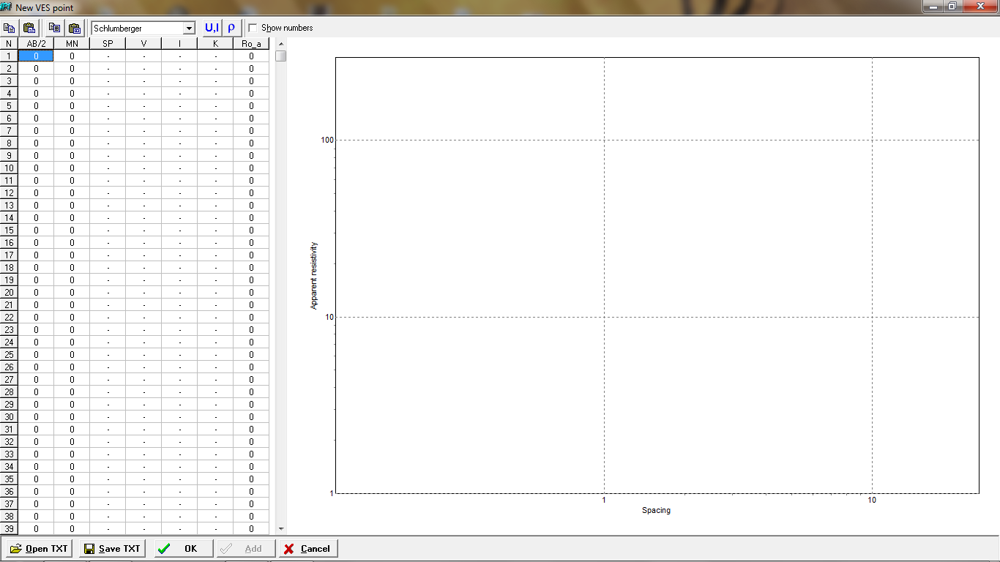 New VES point
Schlumberger U,I ρ Show numbers
N AB/2 MN SP V I K Ro_a
1 0 0 - - - - 0
2 0 0 - - - - 0
3 0 0 - - - - 0
4 0 0 - - - - 0
5 0 0 - - - - 0
6 0 0 - - - - 0
7 0 0 - - - - 0
8 0 0 - - - - 0
9 0 0 - - - - 0
10 0 0 - - - - 0
11 0 0 - - - - 0
12 0 0 - - - - 0
13 0 0 - - - - 0
14 0 0 - - - - 0
15 0 0 - - - - 0
16 0 0 - - - - 0
17 0 0 - - - - 0
18 0 0 - - - - 0
19 0 0 - - - - 0
20 0 0 - - - - 0
21 0 0 - - - - 0
22 0 0 - - - - 0
23 0 0 - - - - 0
24 0 0 - - - - 0
25 0 0 - - - - 0
26 0 0 - - - - 0
27 0 0 - - - - 0
28 0 0 - - - - 0
29 0 0 - - - - 0
30 0 0 - - - - 0
31 0 0 - - - - 0
32 0 0 - - - - 0
33 0 0 - - - - 0
34 0 0 - - - - 0
35 0 0 - - - - 0
36 0 0 - - - - 0
37 0 0 - - - - 0
38 0 0 - - - - 0
39 0 0 - - - - 0
100
10
1
Apparent resistivity
1 10
Spacing
Open TXT Save TXT OK Add Cancel